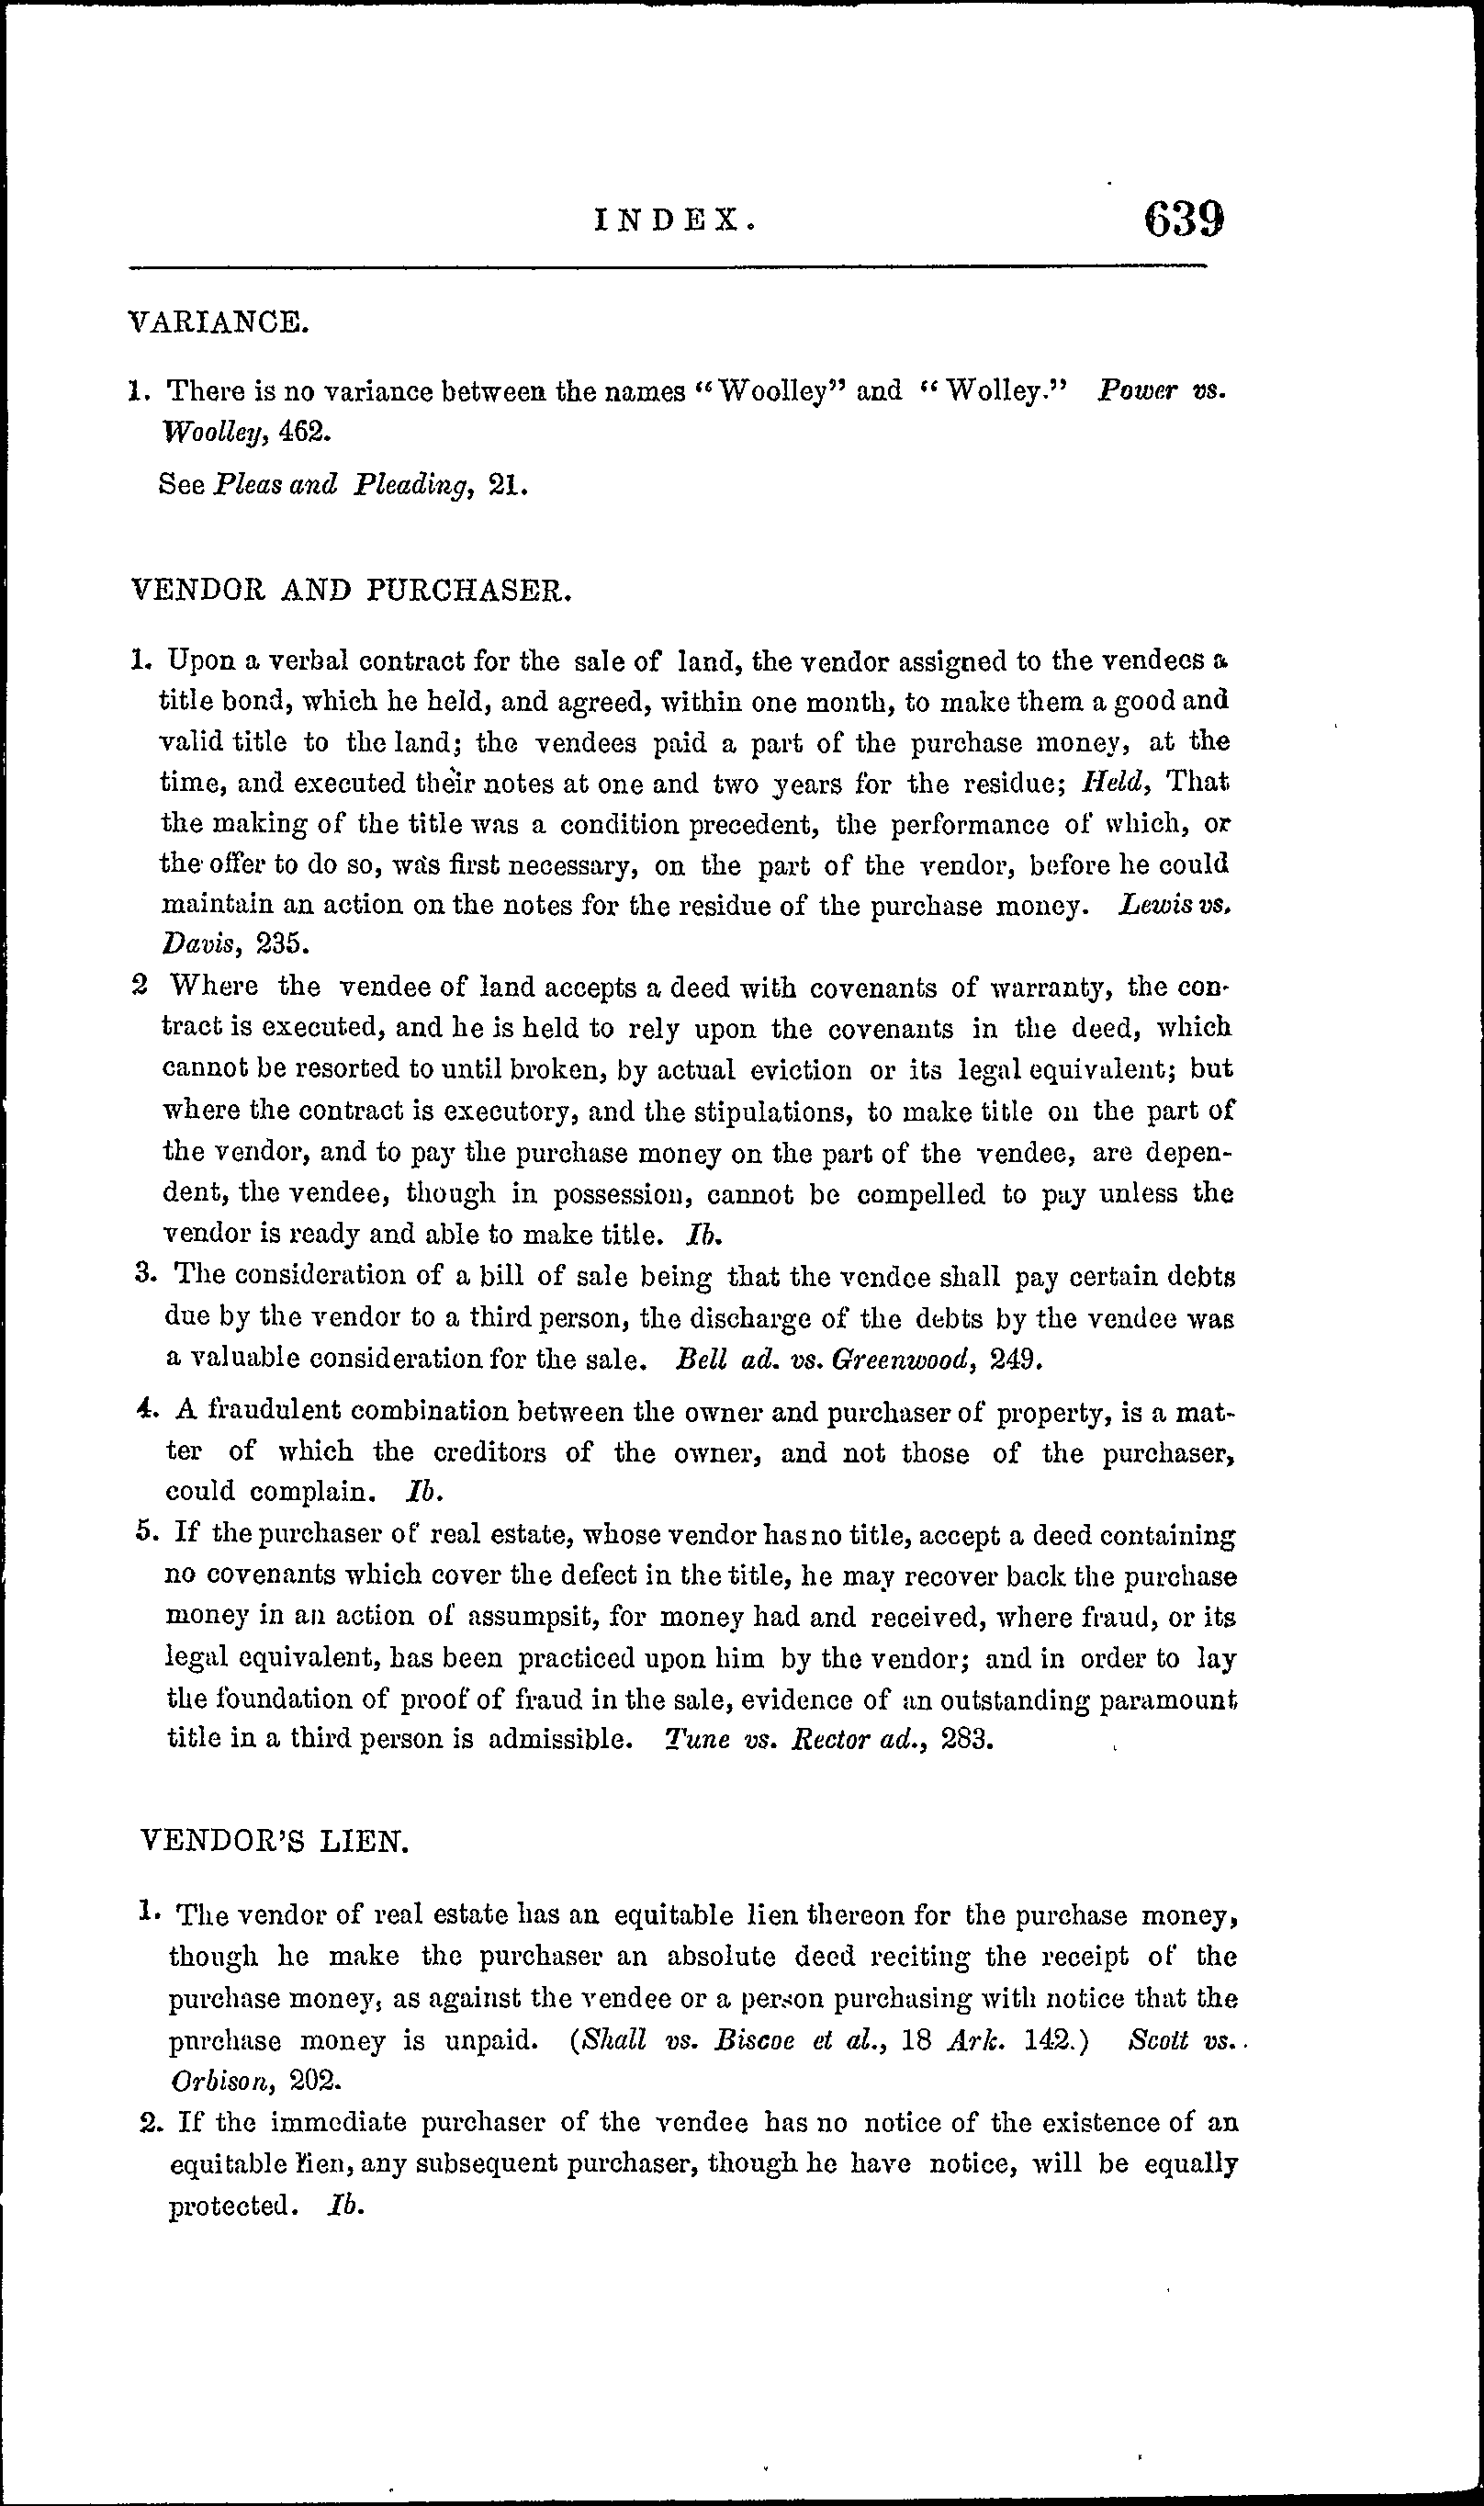 INDEX. 639
VARIANCE.
1. There is no variance between the names "Woolley" and "Wolley." Power vs.
Woolley, 462.
See Pleas and Pleading, 21.
VENDOR AND PURCHASER.
1. Upon a verbal contract for the sale of land, the vendor assigned to the vendees a
title bond, which he held, and agreed, within one month, to make them a good and
valid title to the land; the vendees paid a part of the purchase money, at the
time, and executed their notes at one and two years for the residue; Held, That
the making of the title was a condition precedent, the performance of which, or
the offer to do so, was first necessary, on the part of the vendor, before he could
maintain an action on the notes for the residue of the purchase money. Lewis vs.
Davis, 235.
2 Where the vendee of land accepts a deed with covenants of warranty, the con-
tract is executed, and he is held to rely upon the covenants in the deed, which
cannot be resorted to until broken, by actual eviction or its legal equivalent; but
where the contract is executory, and the stipulations, to make title on the part of
the vendor, and to pay the purchase money on the part of the vendee, are depen-
dent, the vendee, though in possession, cannot be compelled to pay unless the
vendor is ready and able to make title. Ib.
3. The consideration of a bill of sale being that the vendee shall pay certain debts
due by the vendor to a third person, the discharge of the debts by the vendee was
a valuable consideration for the sale. Bell ad. vs. Greenwood, 249.
4. A fraudulent combination between the owner and purchaser of property, is a mat-
ter of which the creditors of the owner, and not those of the purchaser,
could complain. Ib.
5. If the purchaser of real estate, whose vendor has no title, accept a deed containing
no covenants which cover the defect in the title, he may recover back the purchase
money in an action of assumpsit, for money had and received, where fraud, or its
legal equivalent, has been practiced upon him by the vendor; and in order to lay
the foundation of proof of fraud in the sale, evidence of an outstanding paramount
title in a third person is admissible. Tune vs. Rector ad., 283.
VENDOR'S LIEN.
1. The vendor of real estate has an equitable lien thereon for the purchase money,
though he make the purchaser an absolute deed reciting the receipt of the
purchase money, as against the vendee or a person purchasing with notice that the
purchase money is unpaid. (Shall vs. Biscoe et al., 18 Ark. 142.) Scott vs.
Orbison, 202.
2. If the immediate purchaser of the vendee has no notice of the existence of an
equitable lien, any subsequent purchaser, though he have notice, will be equally
protected. Ib.